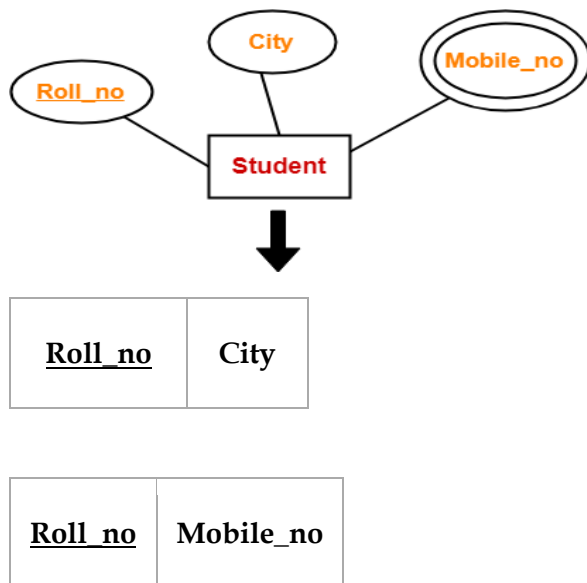 City
Mobile_no
Roll_no
Student
Roll_no City
Roll_no Mobile_no